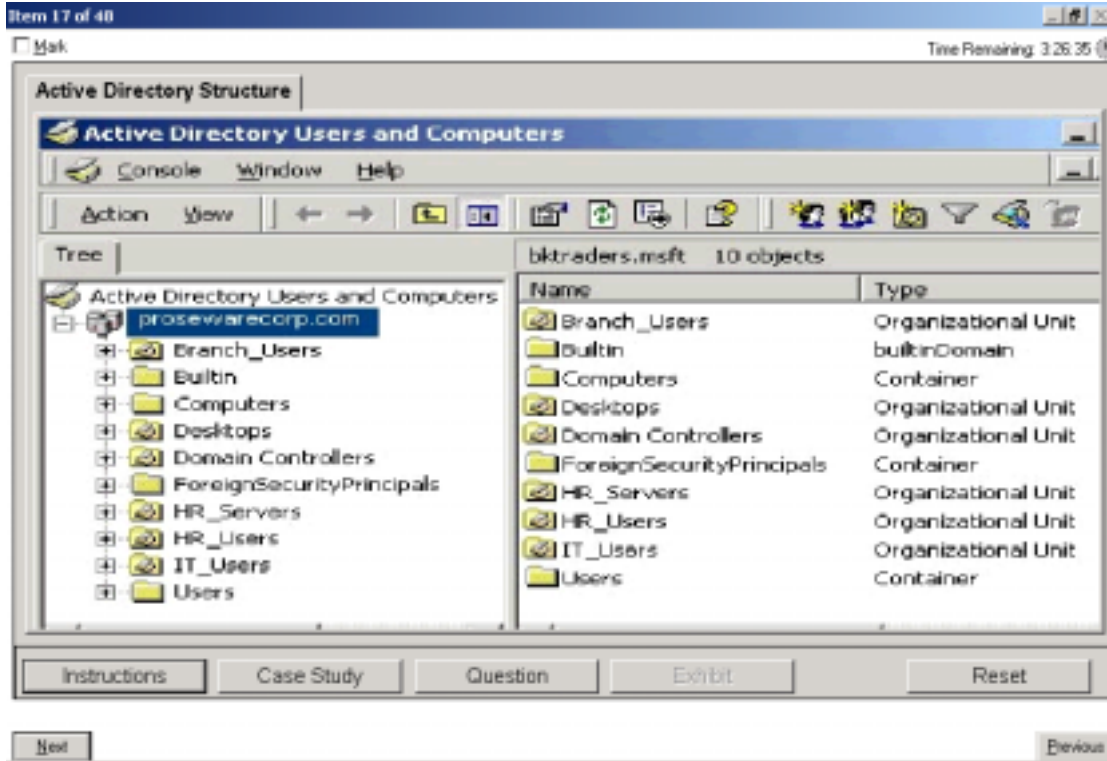 Item 17 of 48
Mark
Time Remaining: 3:26:35
Active Directory Structure
Active Directory Users and Computers
Console Window Help
Action View
Tree
bktraders.msft 10 objects
Active Directory Users and Computers
prosewarecorp.com
Branch_Users
Builtin
Computers
Desktops
Domain Controllers
ForeignSecurityPrincipals
HR_Servers
HR_Users
IT_Users
Users
Name Type
Branch_Users Organizational Unit
Builtin builtinDomain
Computers Container
Desktops Organizational Unit
Domain Controllers Organizational Unit
ForeignSecurityPrincipals Container
HR_Servers Organizational Unit
HR_Users Organizational Unit
IT_Users Organizational Unit
Users Container
Instructions Case Study Question Exhibit Reset
Next Previous